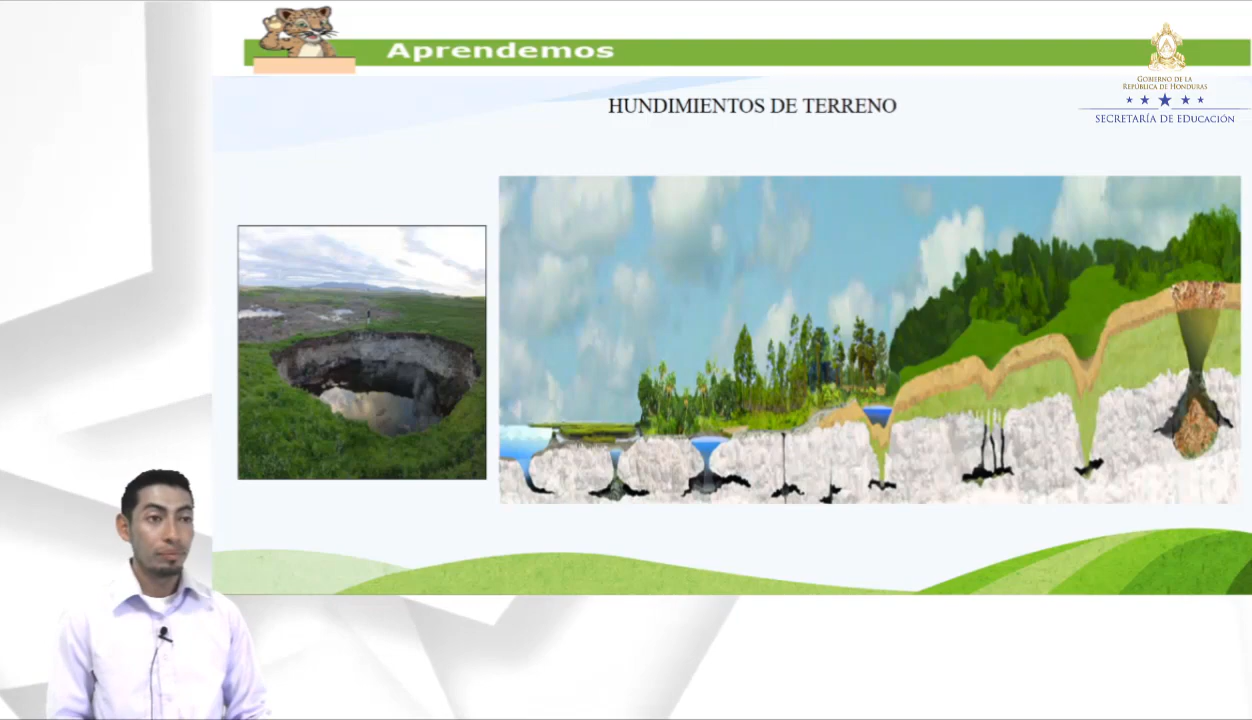 Aprendemos
HUNDIMIENTOS DE TERRENO
GOBIERNO DE LA
REPÚBLICA DE HONDURAS
SECRETARÍA DE EDUCACIÓN